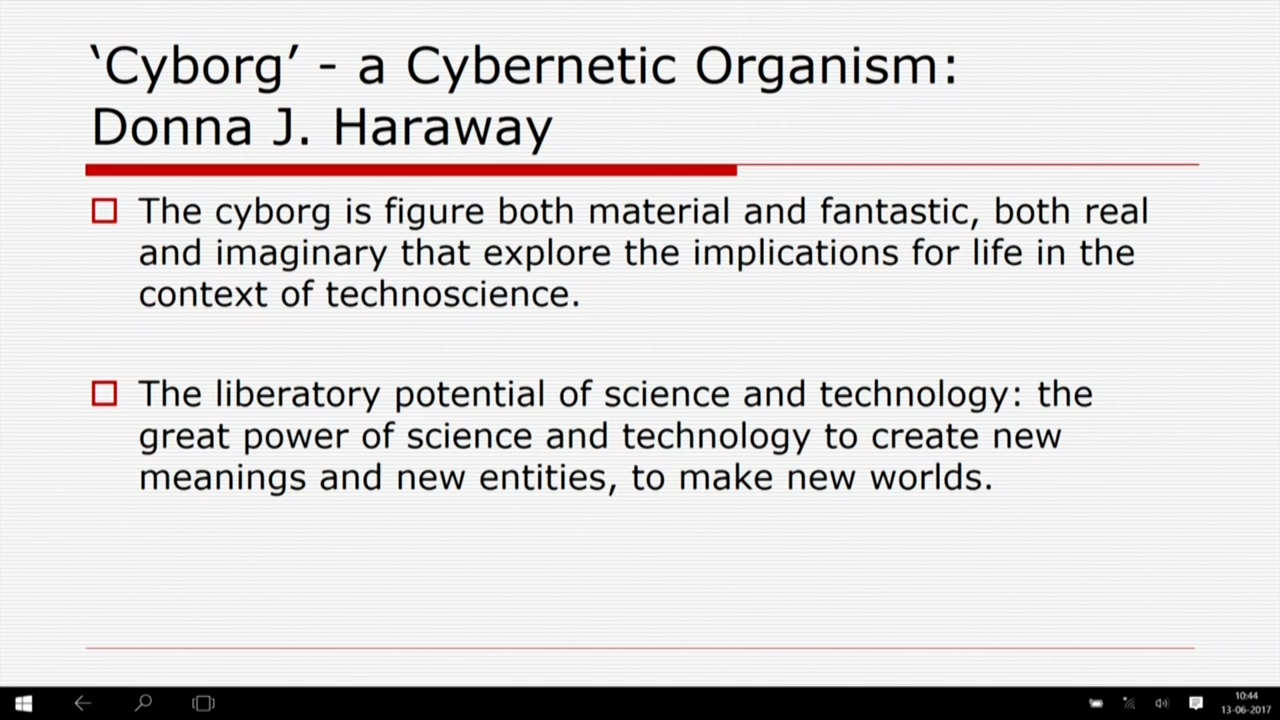 ‘Cyborg’ - a Cybernetic Organism:
Donna J. Haraway
The cyborg is figure both material and fantastic, both real
and imaginary that explore the implications for life in the
context of technoscience.
The liberatory potential of science and technology: the
great power of science and technology to create new
meanings and new entities, to make new worlds.
10:44
13-06-2017